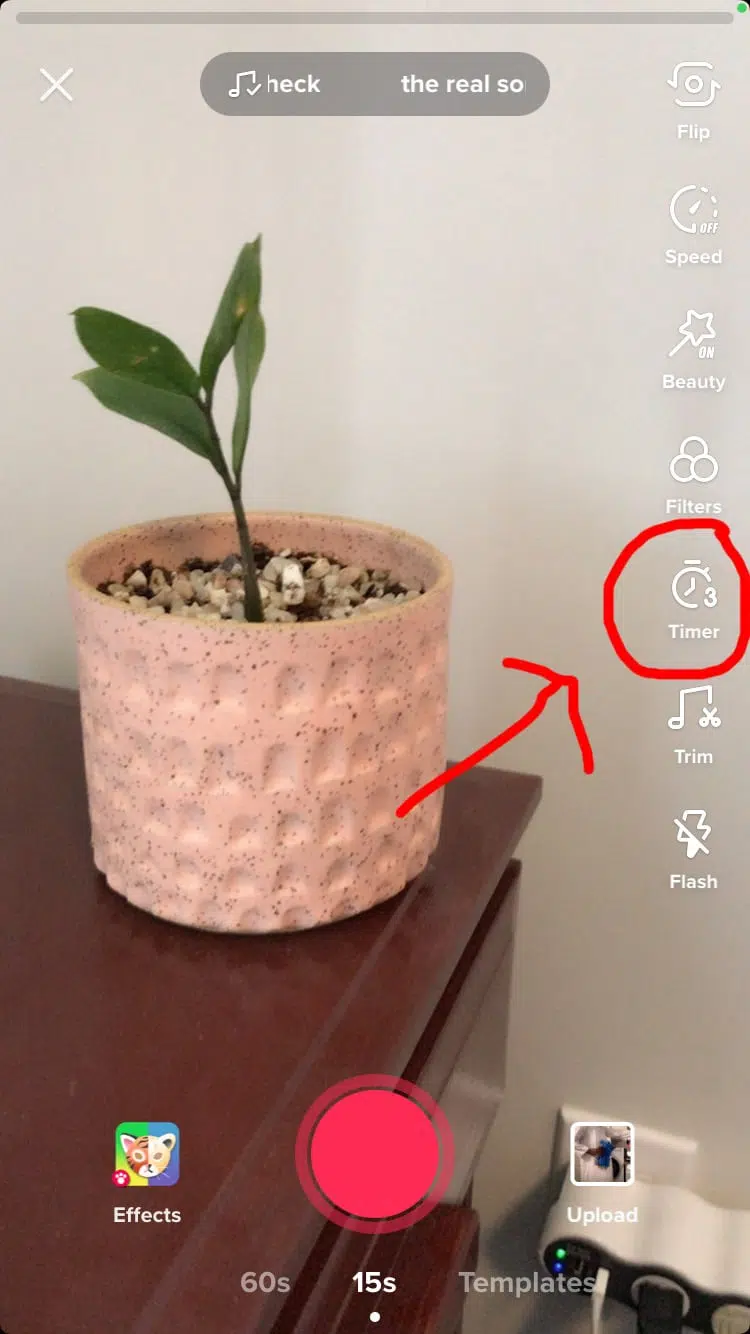 heck the real so
Flip
OFF
Speed
ON
Beauty
Filters
3
Timer
Trim
Flash
Effects
Upload
60s 15s Templates